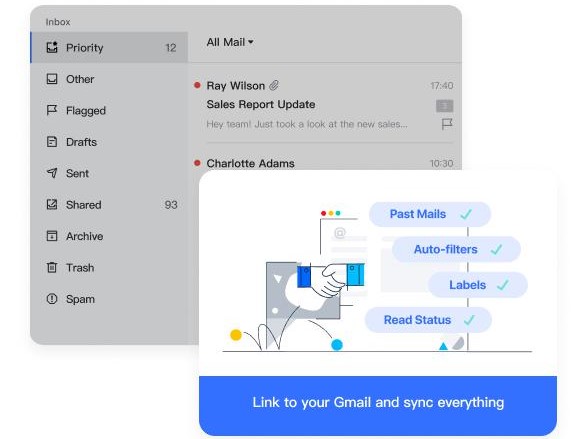 Inbox
Priority 12
Other
Flagged
Drafts
Sent
Shared 93
Archive
Trash
Spam
All Mail
Ray Wilson 17:40
Sales Report Update
Hey team! Just took a look at the new sales...
Charlotte Adams 10:30
@
Past Mails
Auto-filters
Labels
Read Status
Link to your Gmail and sync everything